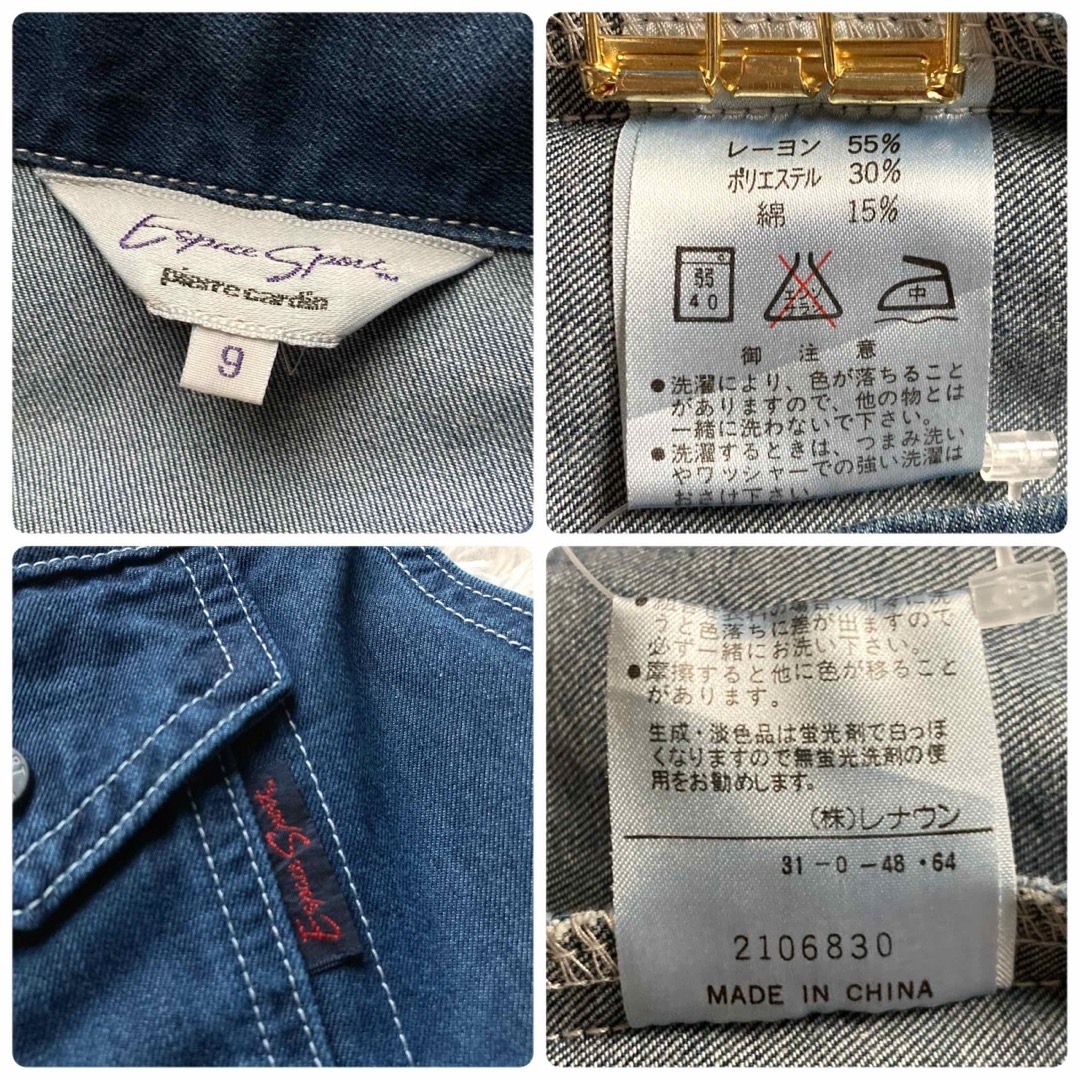 Espace Sport
pierre cardin
9
レーヨン 55%
ポリエステル 30%
綿 15%
弱
40
エンソ
サラシ
中
御注意
●洗濯により、色が落ちること
がありますので、他の物とは
一緒に洗わないで下さい。
●洗濯するときは、つまみ洗い
やワッシャーでの強い洗濯は
おさけ下さい
う と色落ちに差が出ますので
必ず一緒にお洗い下さい。
●摩擦すると他に色が移ること
があります。
生成・淡色品は蛍光剤で白っぽ
くなりますので無蛍光洗剤の使
用をお勧めします。
(株)レナウン
31-0-48・64
2106830
MADE IN CHINA